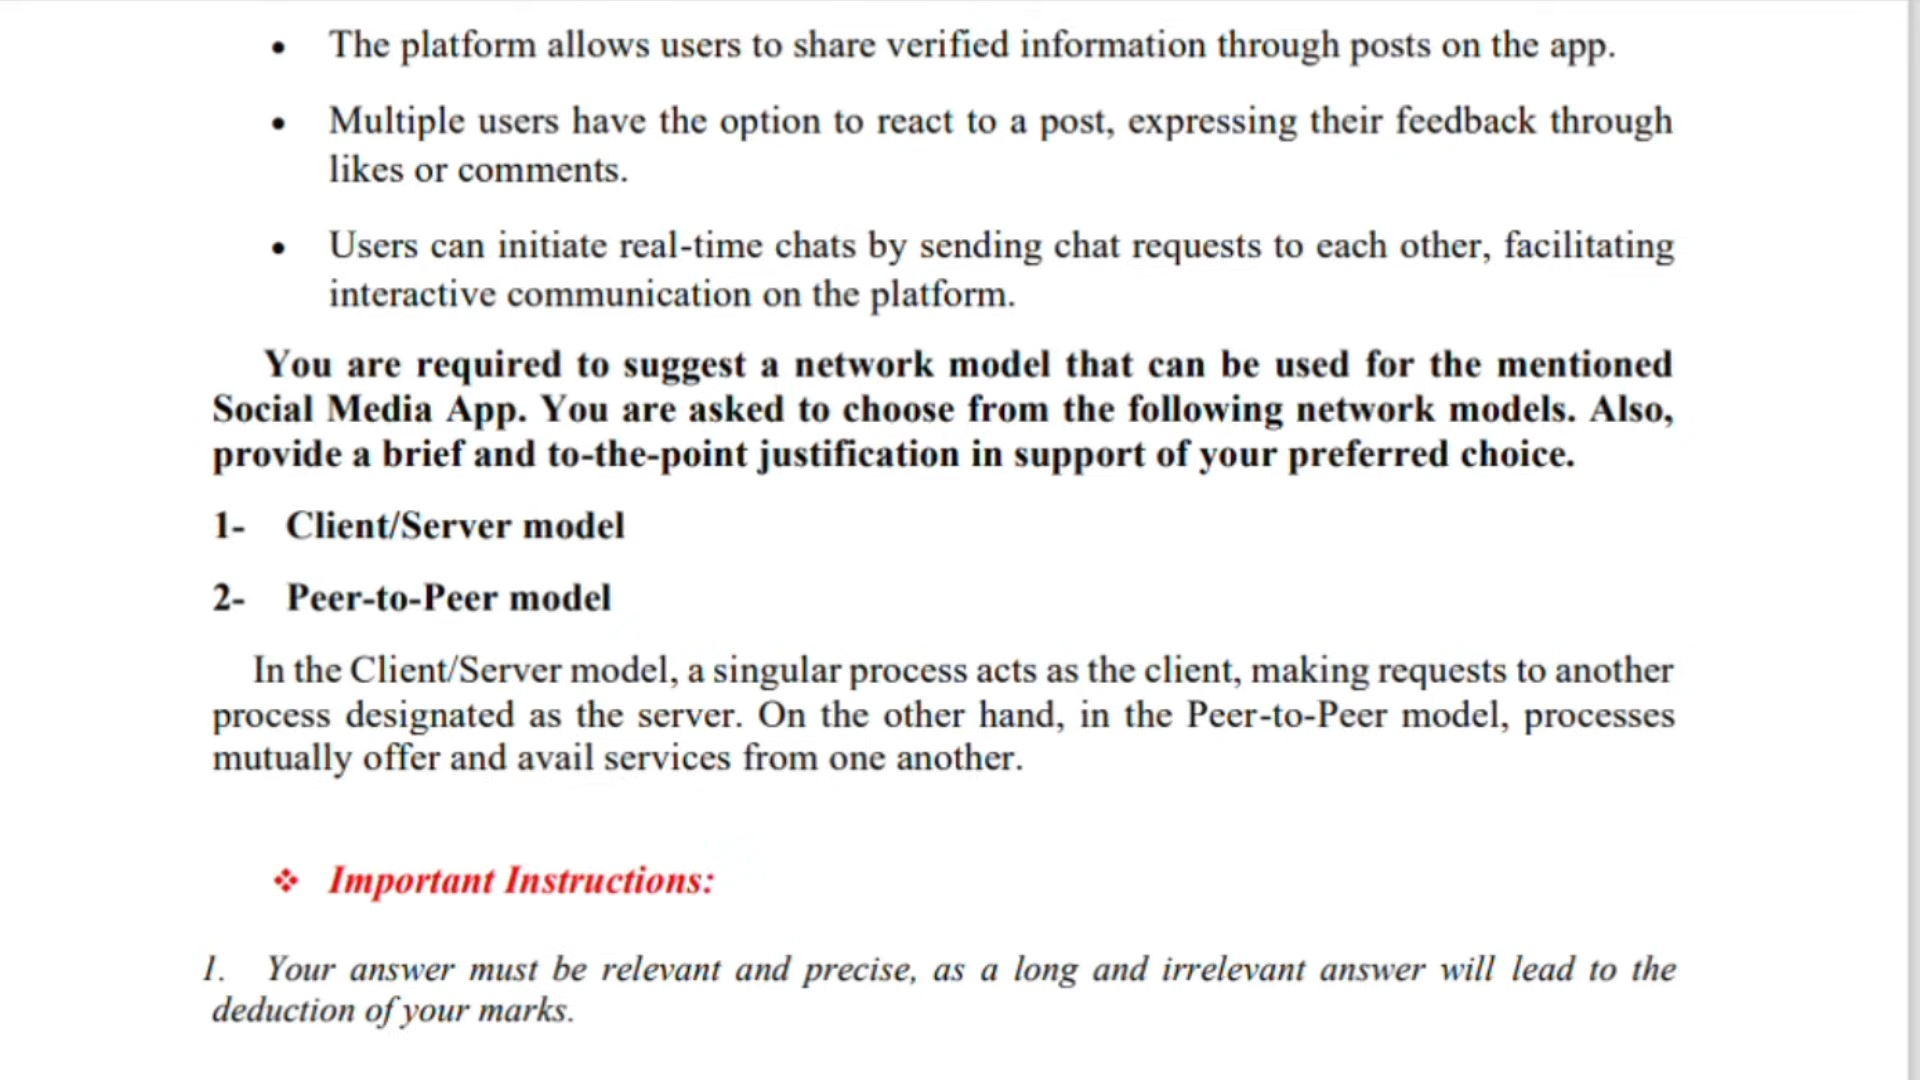 • The platform allows users to share verified information through posts on the app.
• Multiple users have the option to react to a post, expressing their feedback through
likes or comments.
• Users can initiate real-time chats by sending chat requests to each other, facilitating
interactive communication on the platform.
You are required to suggest a network model that can be used for the mentioned
Social Media App. You are asked to choose from the following network models. Also,
provide a brief and to-the-point justification in support of your preferred choice.
1- Client/Server model
2- Peer-to-Peer model
In the Client/Server model, a singular process acts as the client, making requests to another
process designated as the server. On the other hand, in the Peer-to-Peer model, processes
mutually offer and avail services from one another.
❖ Important Instructions:
1. Your answer must be relevant and precise, as a long and irrelevant answer will lead to the
deduction of your marks.